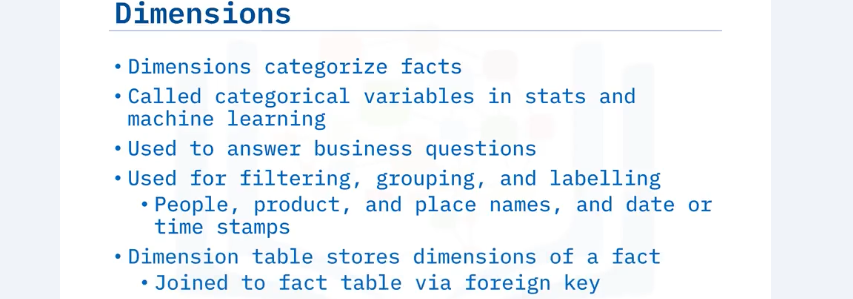 Dimensions
• Dimensions categorize facts
• Called categorical variables in stats and
machine learning
• Used to answer business questions
• Used for filtering, grouping, and labelling
• People, product, and place names, and date or
time stamps
• Dimension table stores dimensions of a fact
• Joined to fact table via foreign key